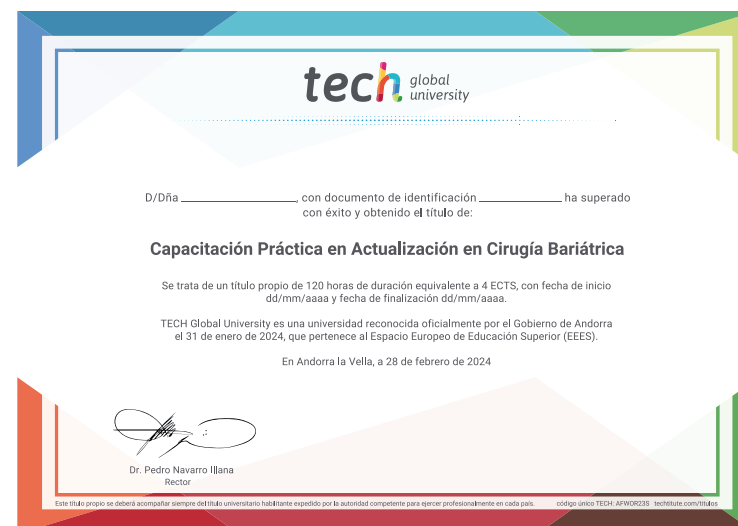 tech global university
D/Dña ______________, con documento de identificación ______________ ha superado
con éxito y obtenido el título de:
Capacitación Práctica en Actualización en Cirugía Bariátrica
Se trata de un título propio de 120 horas de duración equivalente a 4 ECTS, con fecha de inicio
dd/mm/aaaa y fecha de finalización dd/mm/aaaa.
TECH Global University es una universidad reconocida oficialmente por el Gobierno de Andorra
el 31 de enero de 2024, que pertenece al Espacio Europeo de Educación Superior (EEES).
En Andorra la Vella, a 28 de febrero de 2024
Dr. Pedro Navarro Illana
Rector
Este título propio se deberá acompañar siempre del título universitario habilitante expedido por la autoridad competente para ejercer profesionalmente en cada país. código único TECH: AFWOR23S techtitute.com/titulos